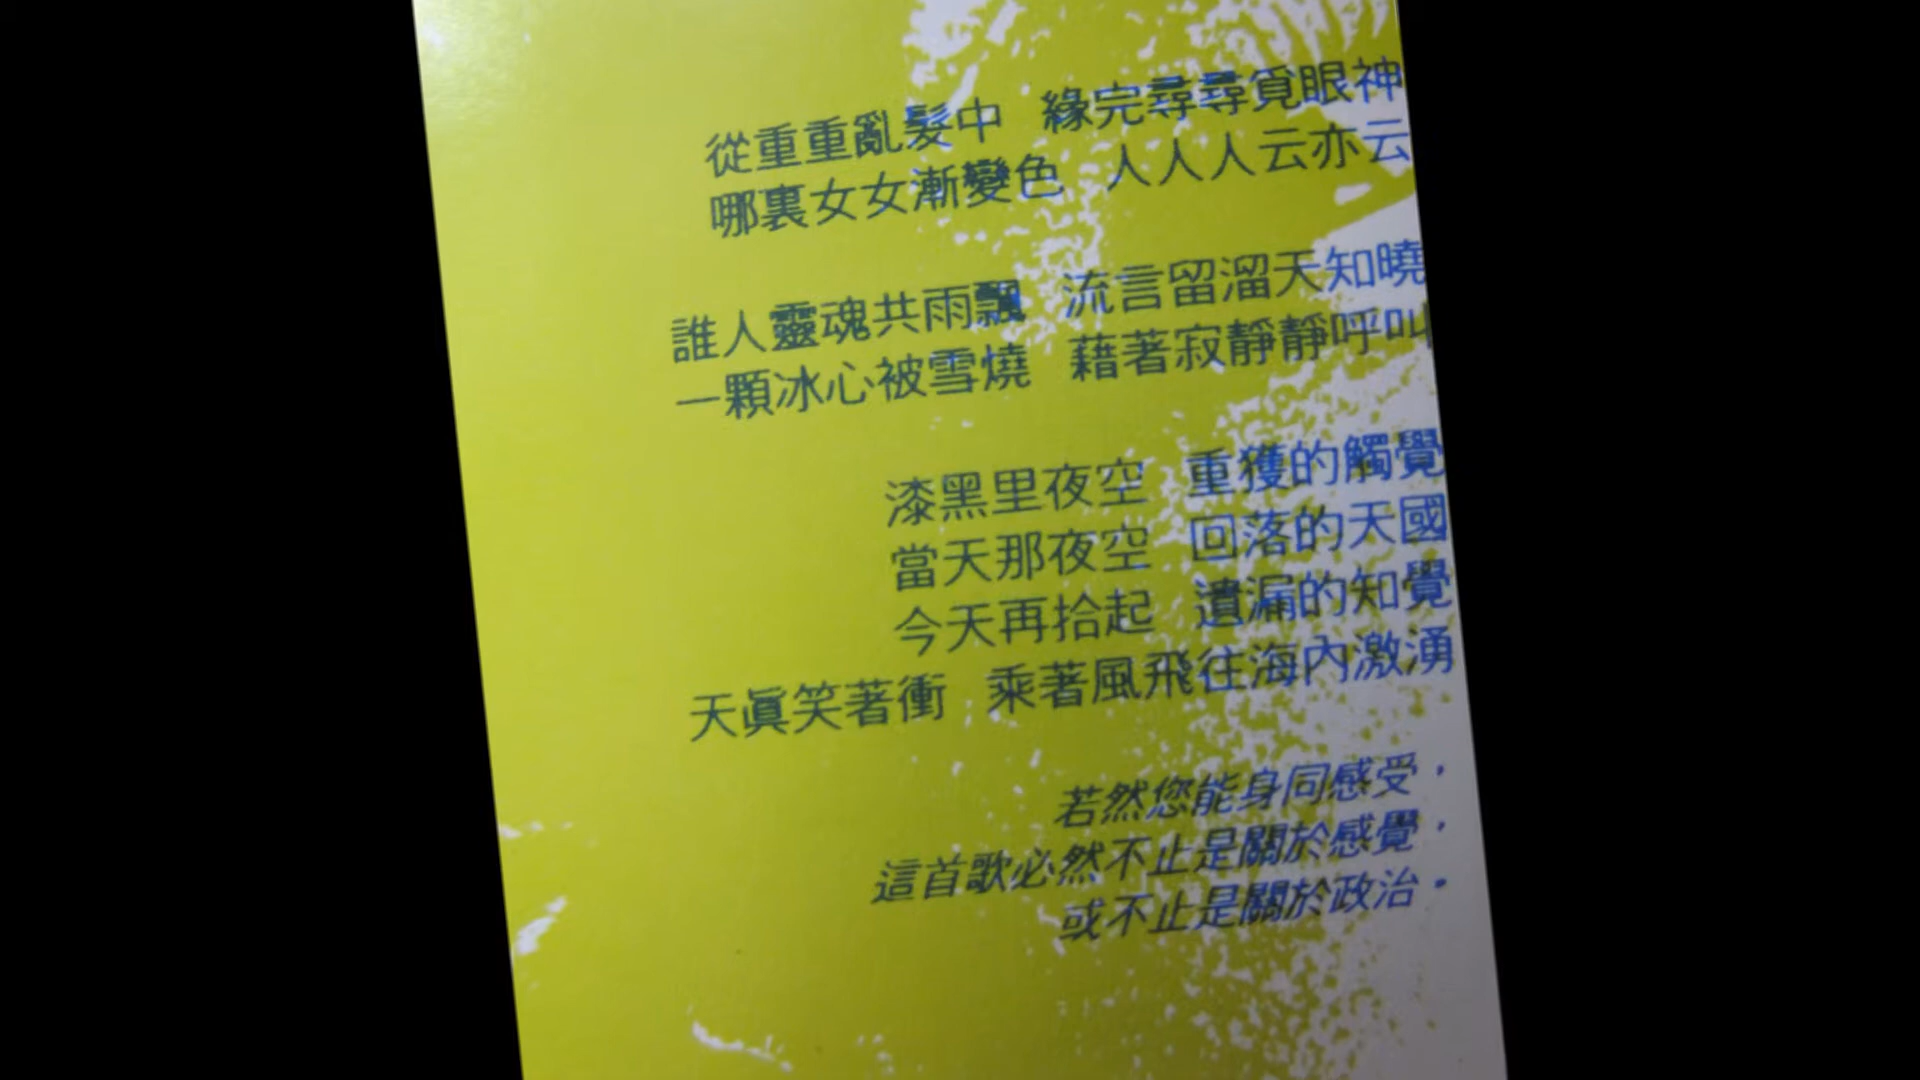 從重重亂髮中 緣完尋尋覓眼神
哪裏女女漸變色 人人人云亦云
誰人靈魂共雨飄 流言留溜天知曉
一顆冰心被雪燒 藉著寂靜靜呼叫
漆黑里夜空 重獲的觸覺
當天那夜空 回落的天國
今天再拾起 遺漏的知覺
天眞笑著衝 乘著風飛往海內激湧
若然您能身同感受，
這首歌必然不止是關於感覺，
或不止是關於政治。